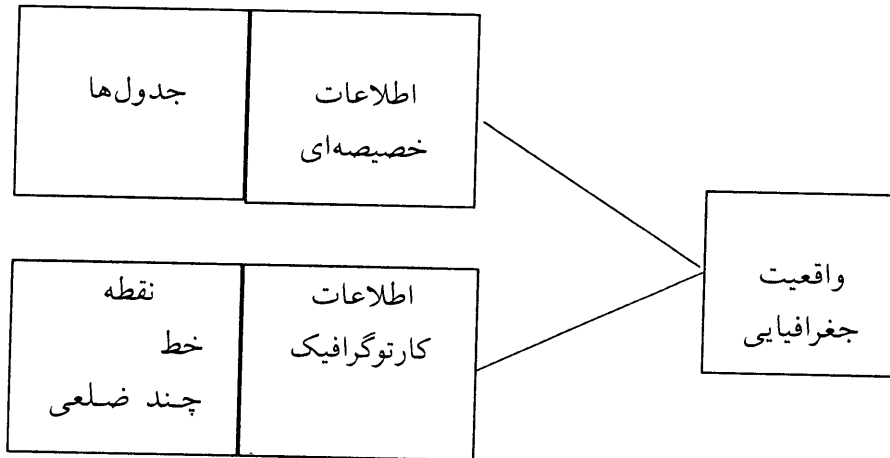 واقعیت
جغرافیایی
اطلاعات
خصیصه‌ای
جدول‌ها
اطلاعات
کارتوگرافیک
نقطه
خط
چند ضلعی